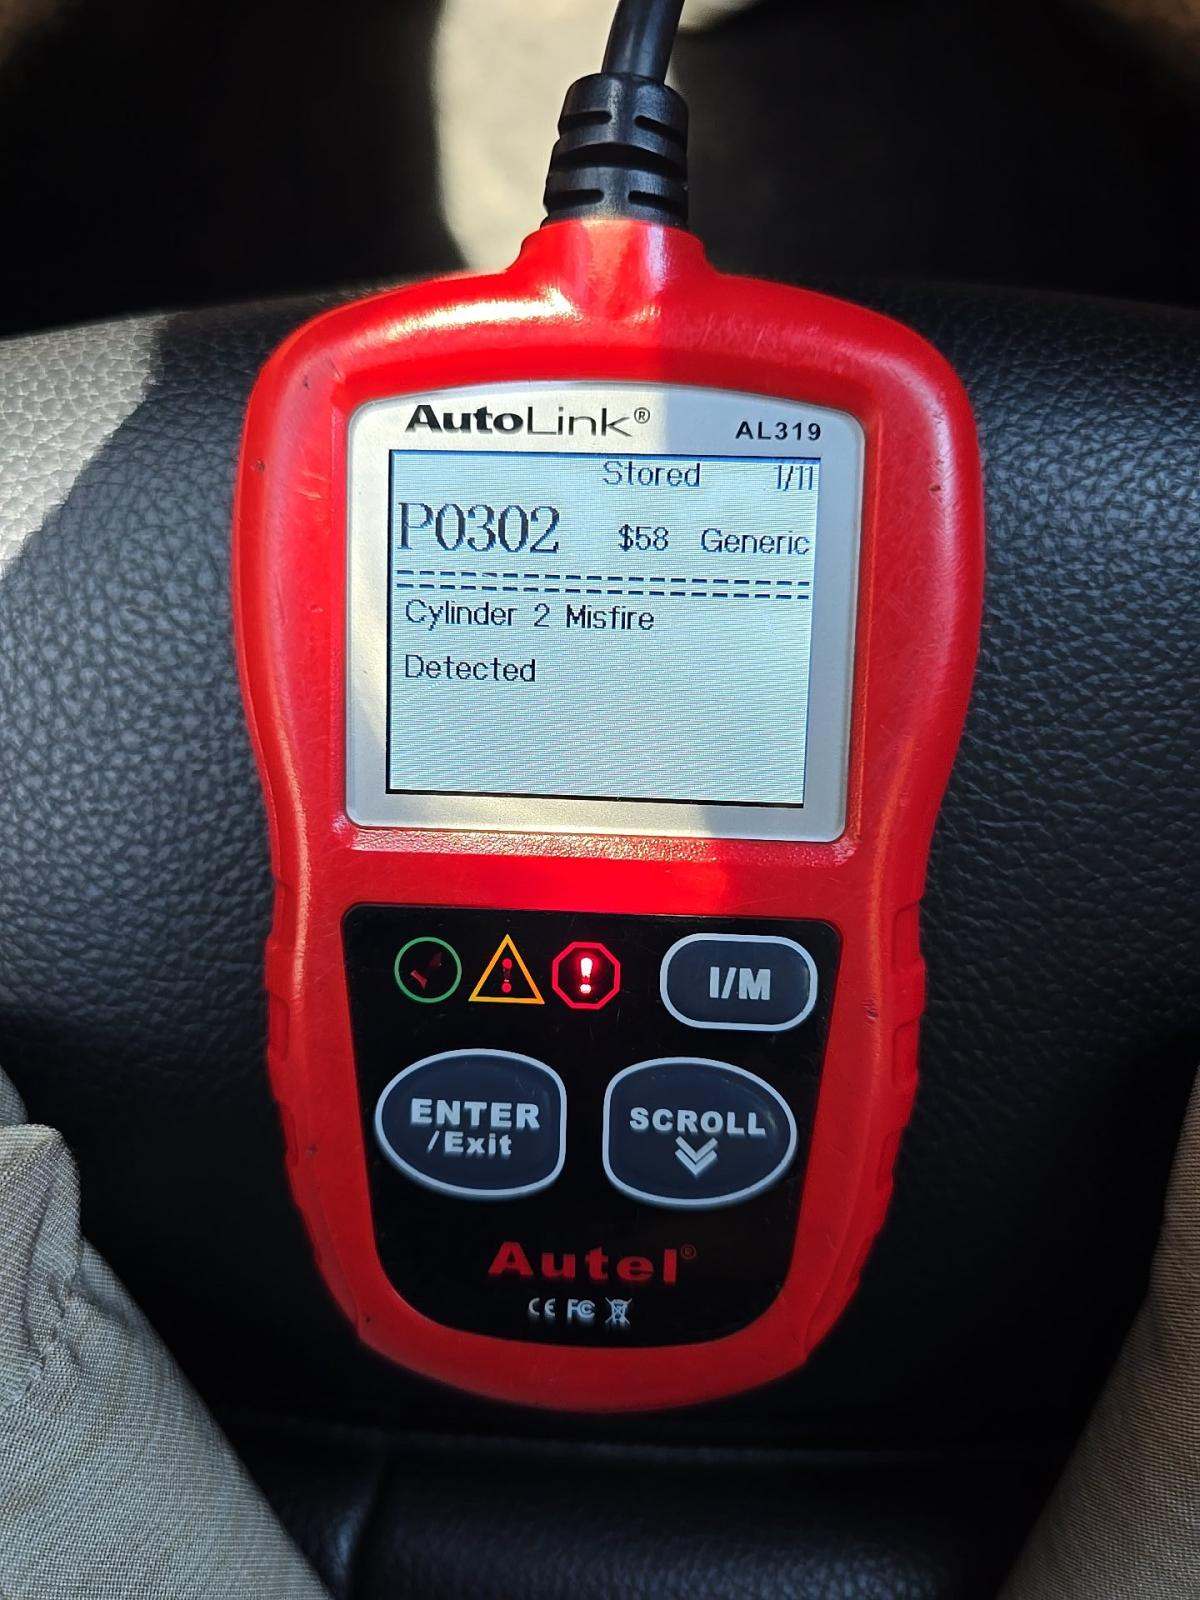 AutoLink® AL319
Stored 1/11
P0302 $58 Generic
Cylinder 2 Misfire
Detected
I/M
ENTER
/Exit
SCROLL
Autel®
CE FC